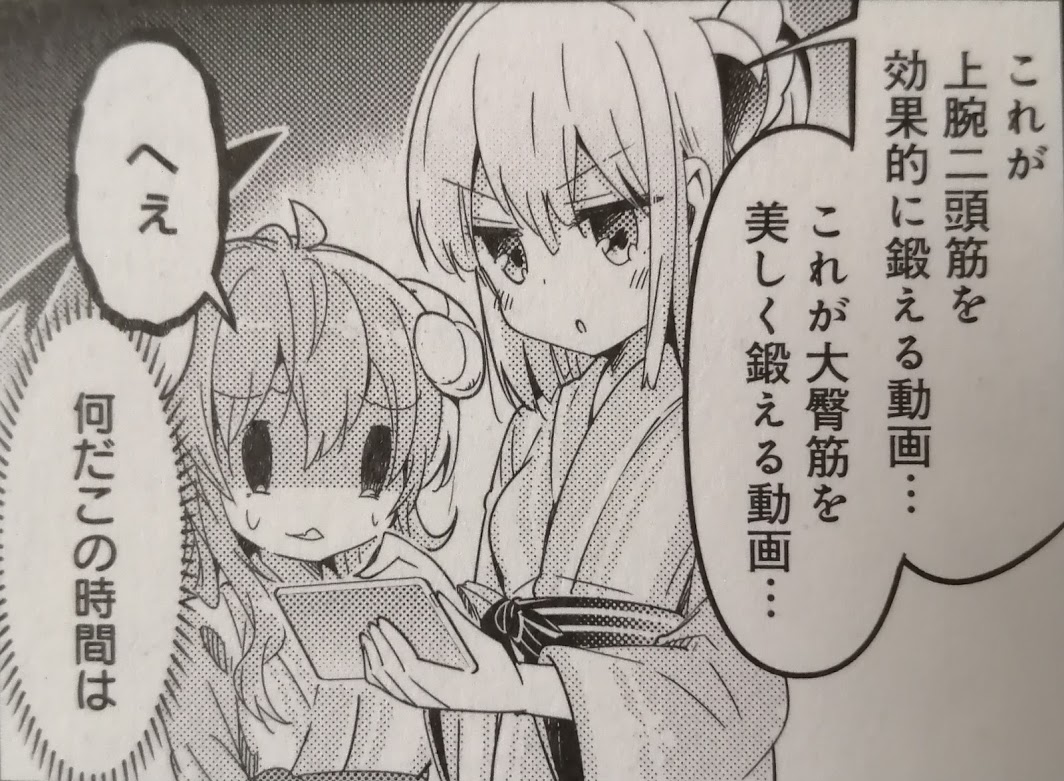 これが
上腕二頭筋を
効果的に鍛える動画…
これが大臀筋を
美しく鍛える動画…
へぇ
何だこの時間は